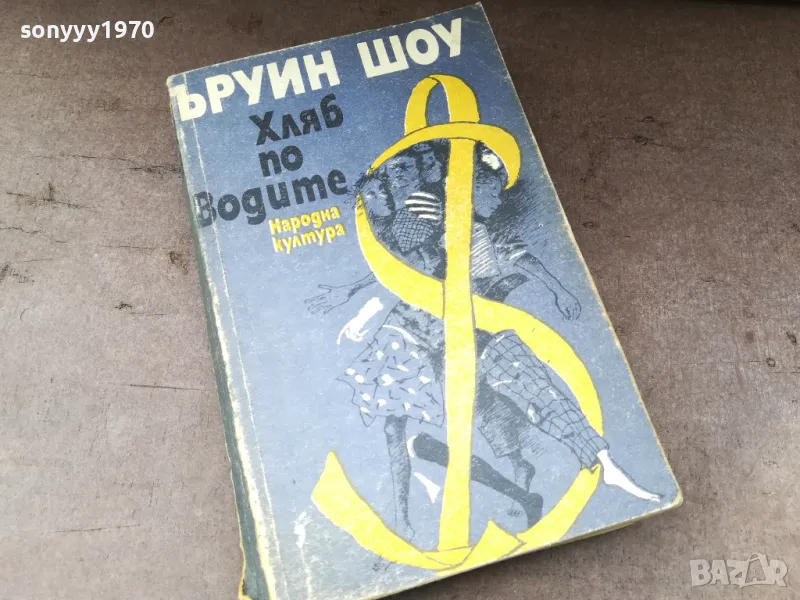 sonyyy1970
ЪРУИН ШОУ
Хляб
по
водите
Народна
култура
BAZAR